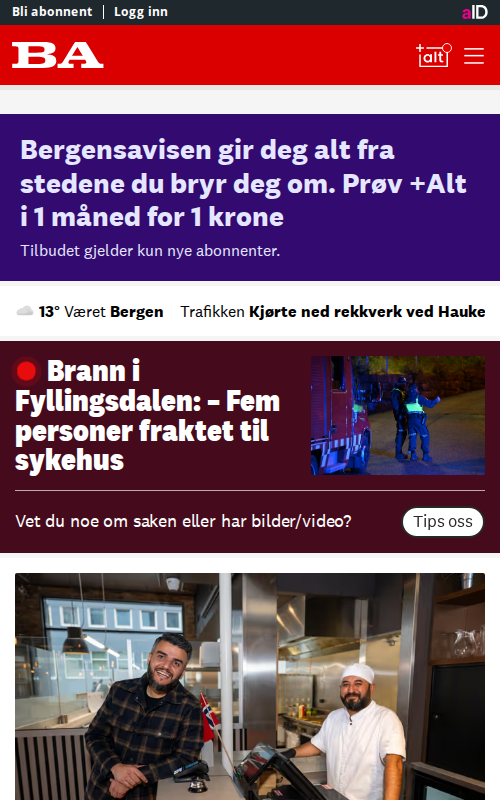 Bli abonnent | Logg inn
aID
BA
+alt
Bergensavisen gir deg alt fra
stedene du bryr deg om. Prøv +Alt
i 1 måned for 1 krone
Tilbudet gjelder kun nye abonnenter.
13° Været Bergen Trafikken Kjørte ned rekkverk ved Hauke
Brann i
Fyllingsdalen: – Fem
personer fraktet til
sykehus
Vet du noe om saken eller har bilder/video?
Tips oss